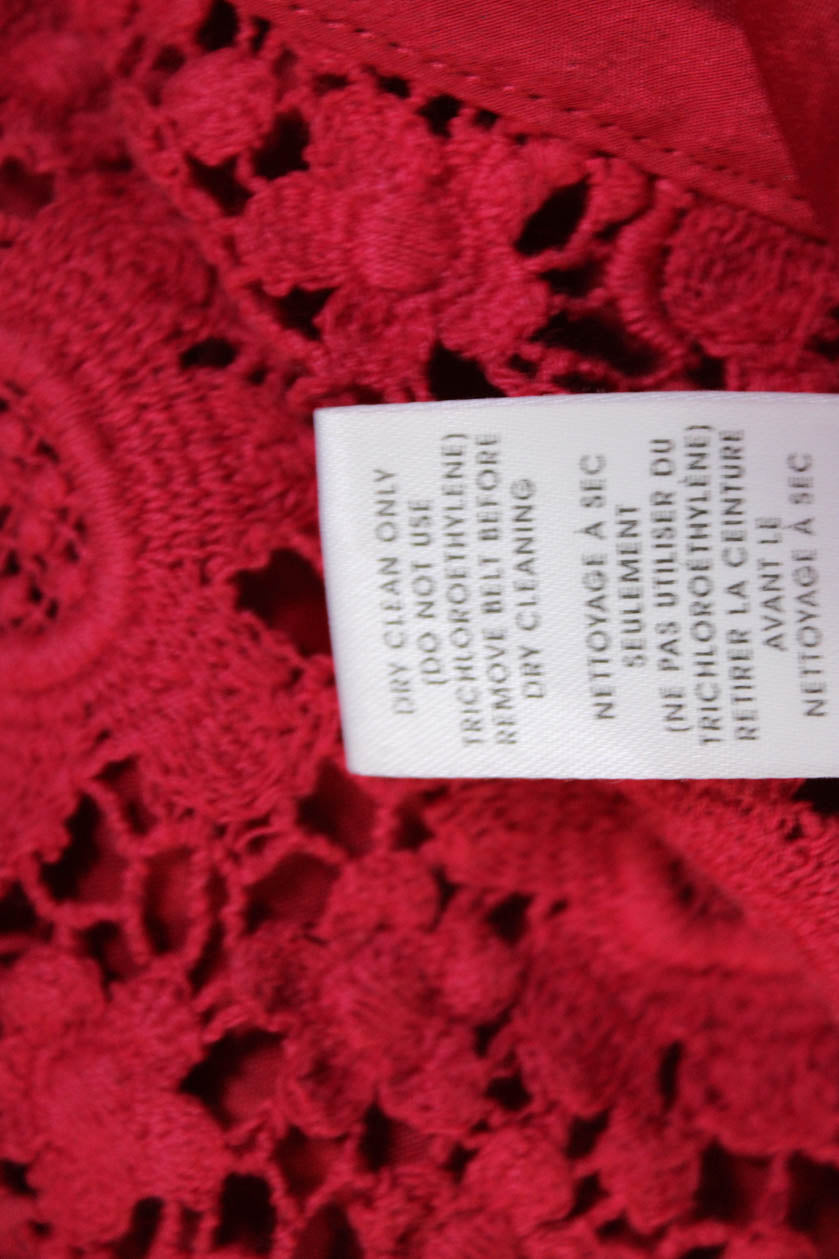 DRY CLEAN ONLY
(DO NOT USE
TRICHLOROETHYLENE)
REMOVE BELT BEFORE
DRY CLEANING
NETTOYAGE À SEC
SEULEMENT
(NE PAS UTILISER DU
TRICHLOROÉTHYLÈNE)
RETIRER LA CEINTURE
AVANT LE
NETTOYAGE À SEC